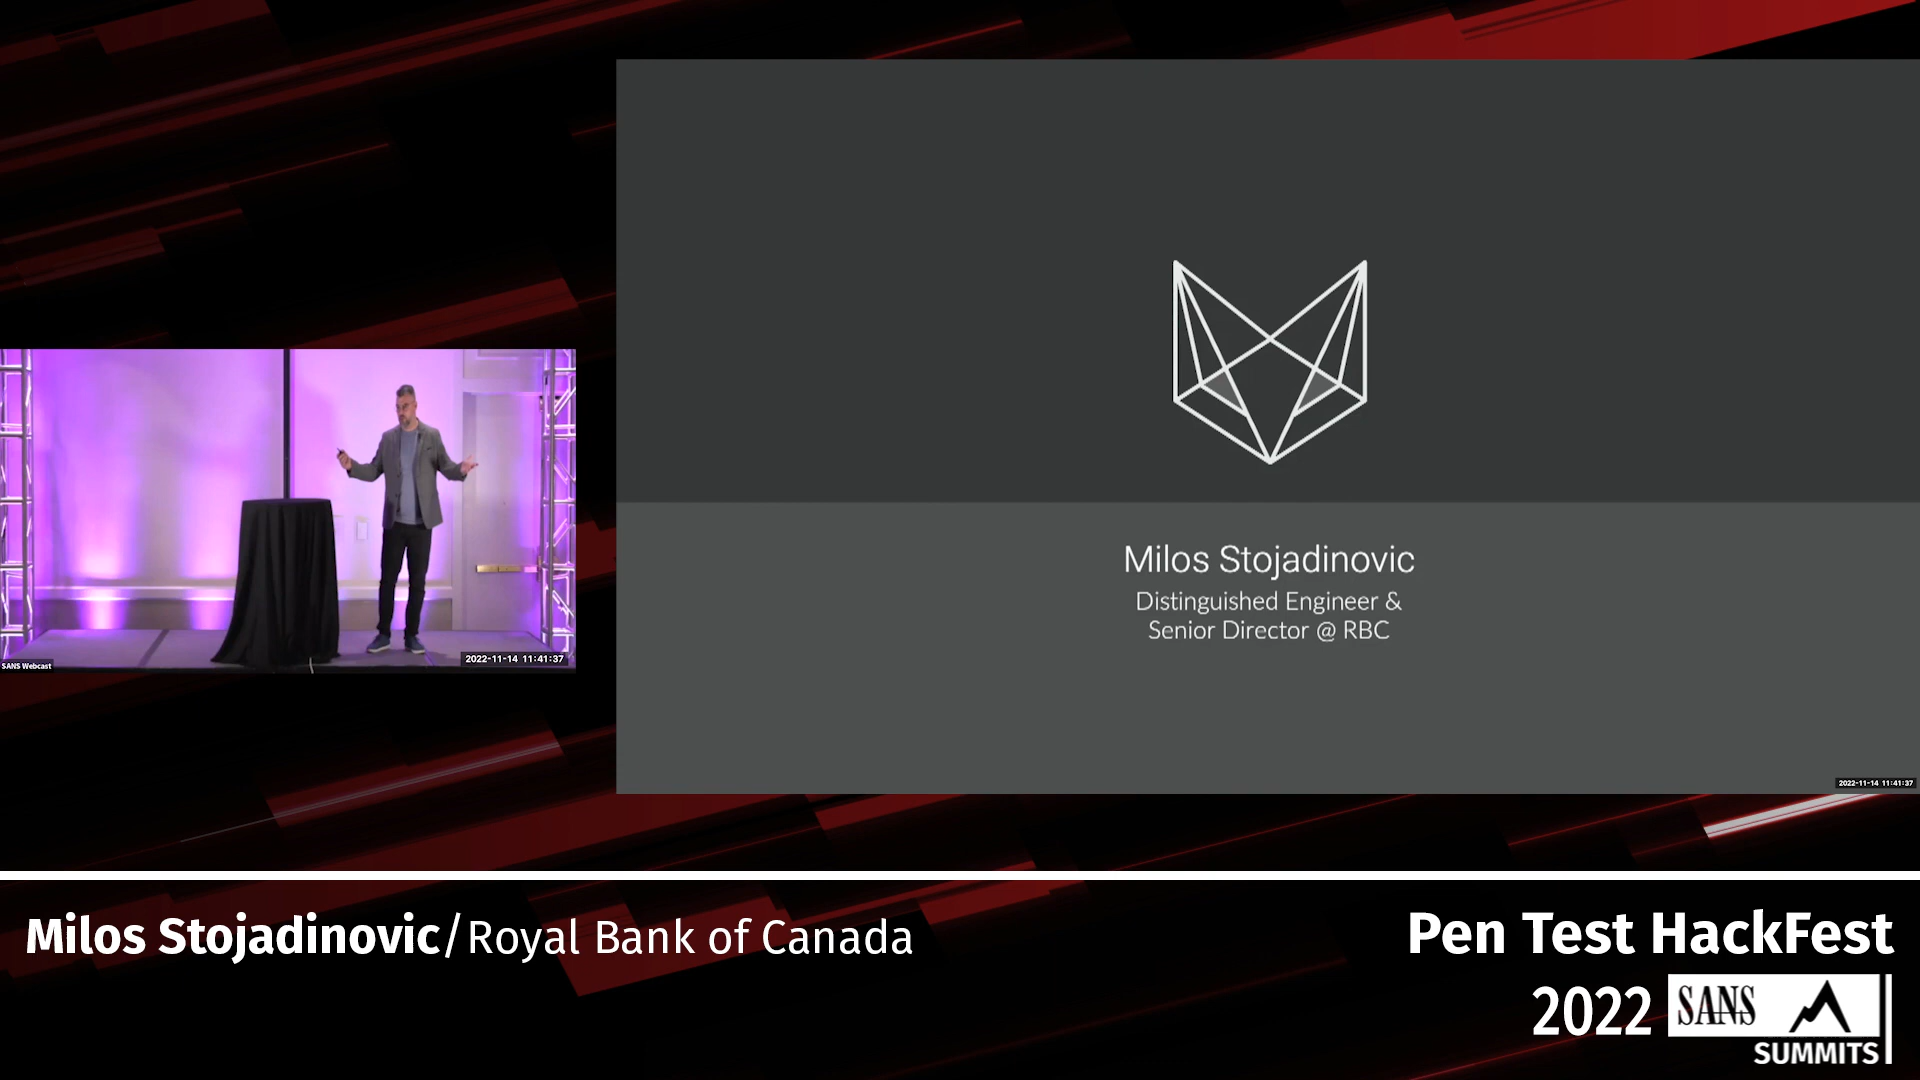 Milos Stojadinovic
Distinguished Engineer &
Senior Director @ RBC
2022-11-14 11:41:37
SANS Webcast
2022-11-14 11:41:37
Milos Stojadinovic/Royal Bank of Canada
Pen Test HackFest
2022
SANS
SUMMITS